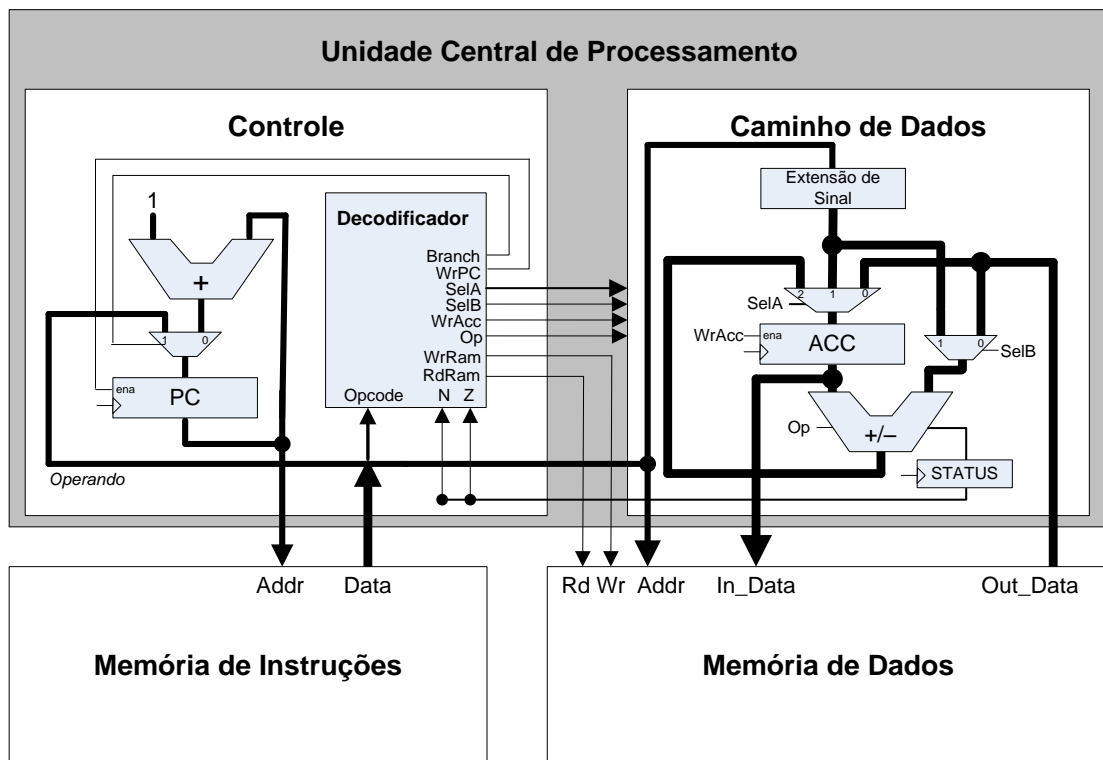 Unidade Central de Processamento
Controle
1
+
1 0
ena
PC
Operando
Decodificador
Branch
WrPC
SelA
SelB
WrAcc
Op
WrRam
RdRam
Opcode N Z
Caminho de Dados
Extensão de
Sinal
2 1 0
SelA
WrAcc
ena
ACC
1 0
SelB
Op
+/–
STATUS
Addr Data
Memória de Instruções
Rd Wr Addr In_Data Out_Data
Memória de Dados